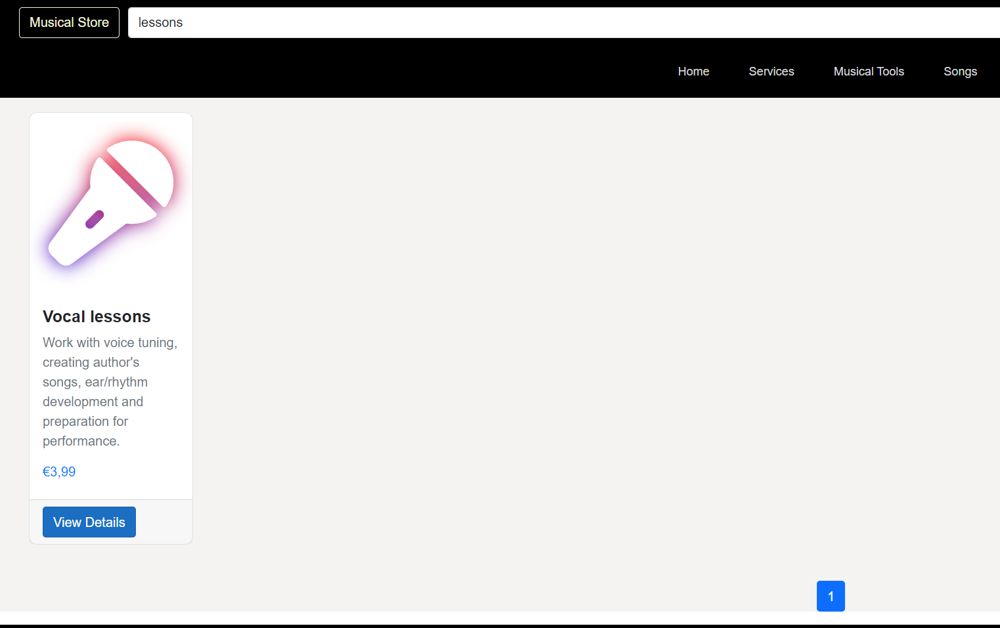 Musical Store
lessons
Home
Services
Musical Tools
Songs
Vocal lessons
Work with voice tuning,
creating author's
songs, ear/rhythm
development and
preparation for
performance.
€3,99
View Details
1